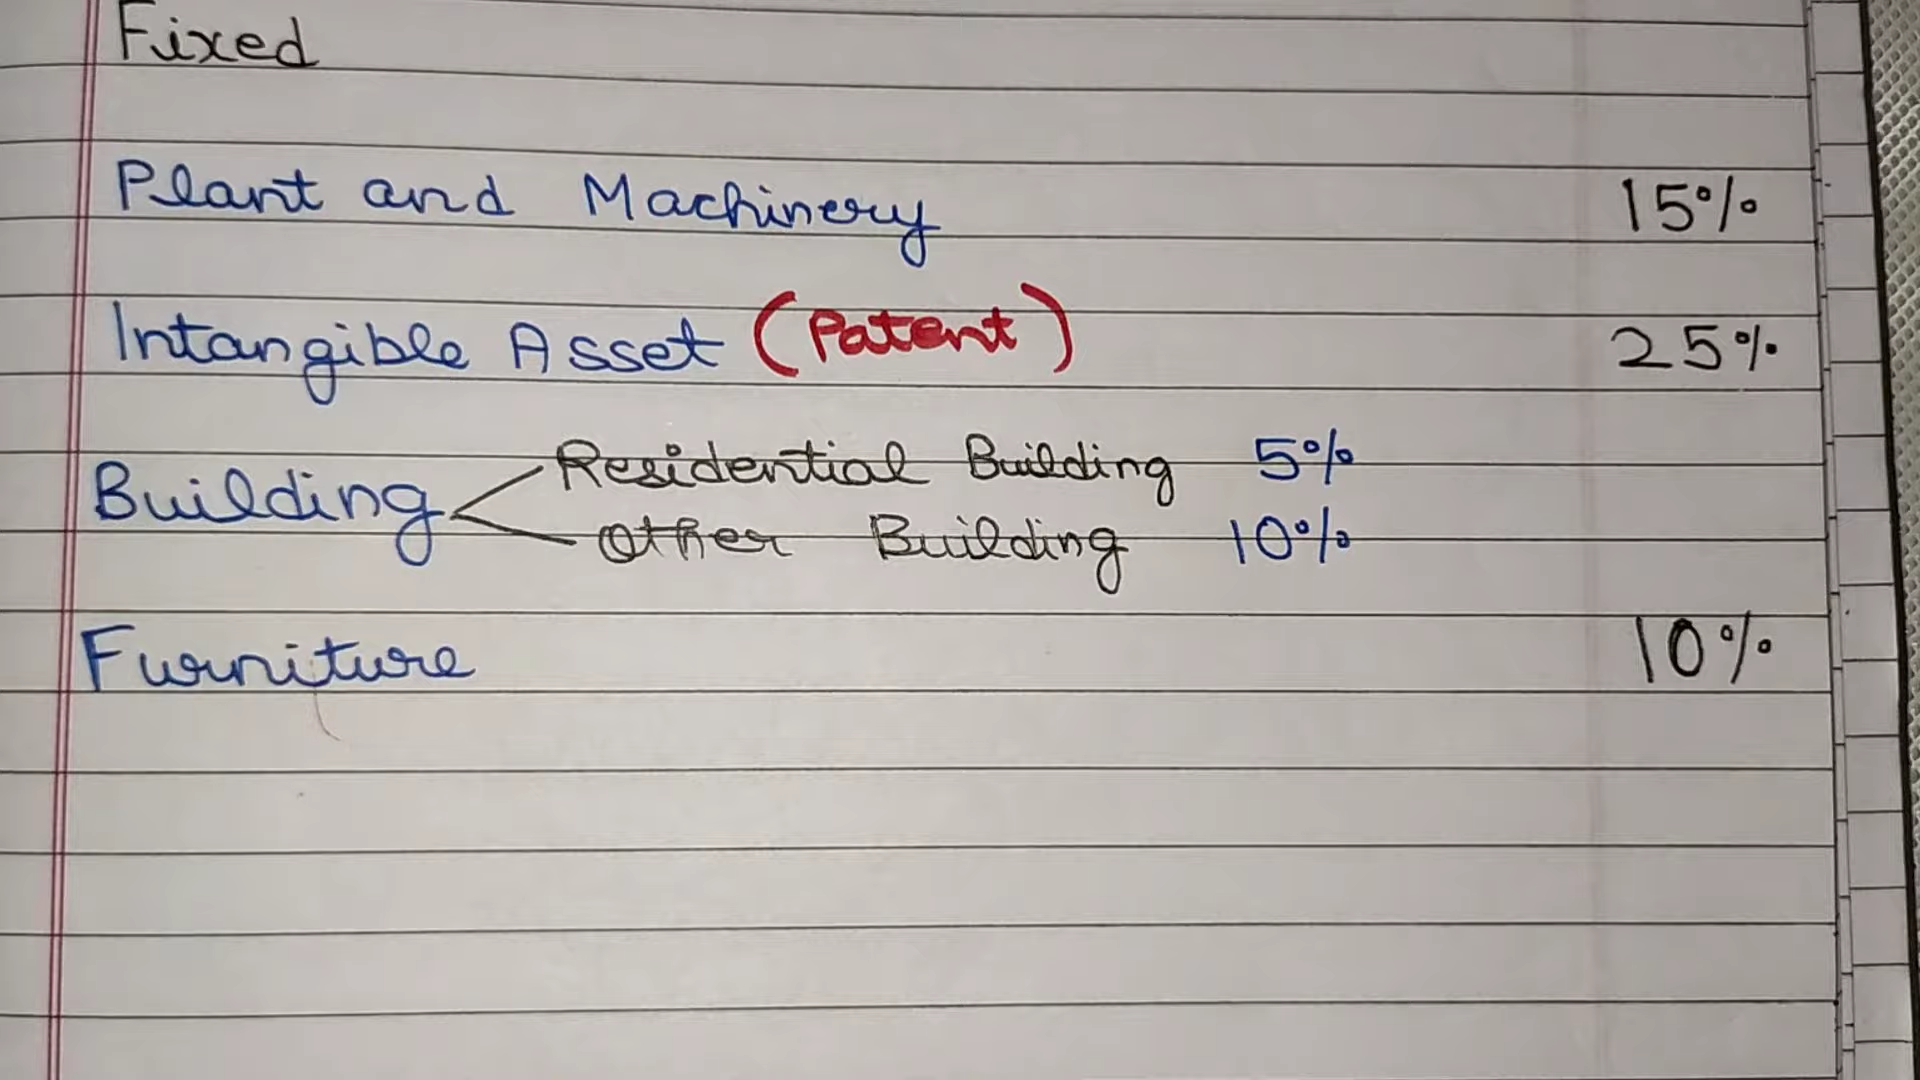 Fixed
Plant and Machinery 15%
Intangible Asset (Patent) 25%
Residential Building 5%
Building
Other Building 10%
Furniture 10%